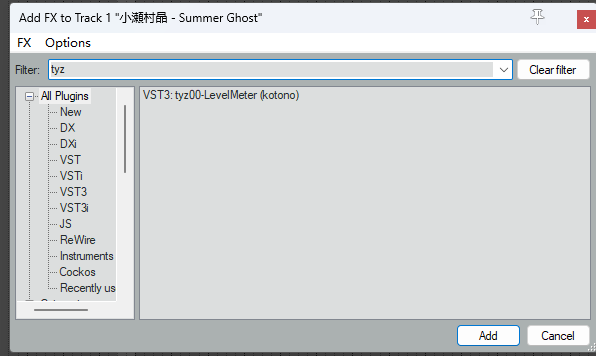 Add FX to Track 1 "小瀬村晶 - Summer Ghost"
FX Options
Filter: tyz Clear filter
All Plugins
New
DX
DXi
VST
VSTi
VST3
VST3i
JS
ReWire
Instruments
Cockos
Recently us
VST3: tyz00-LevelMeter (kotono)
Add Cancel